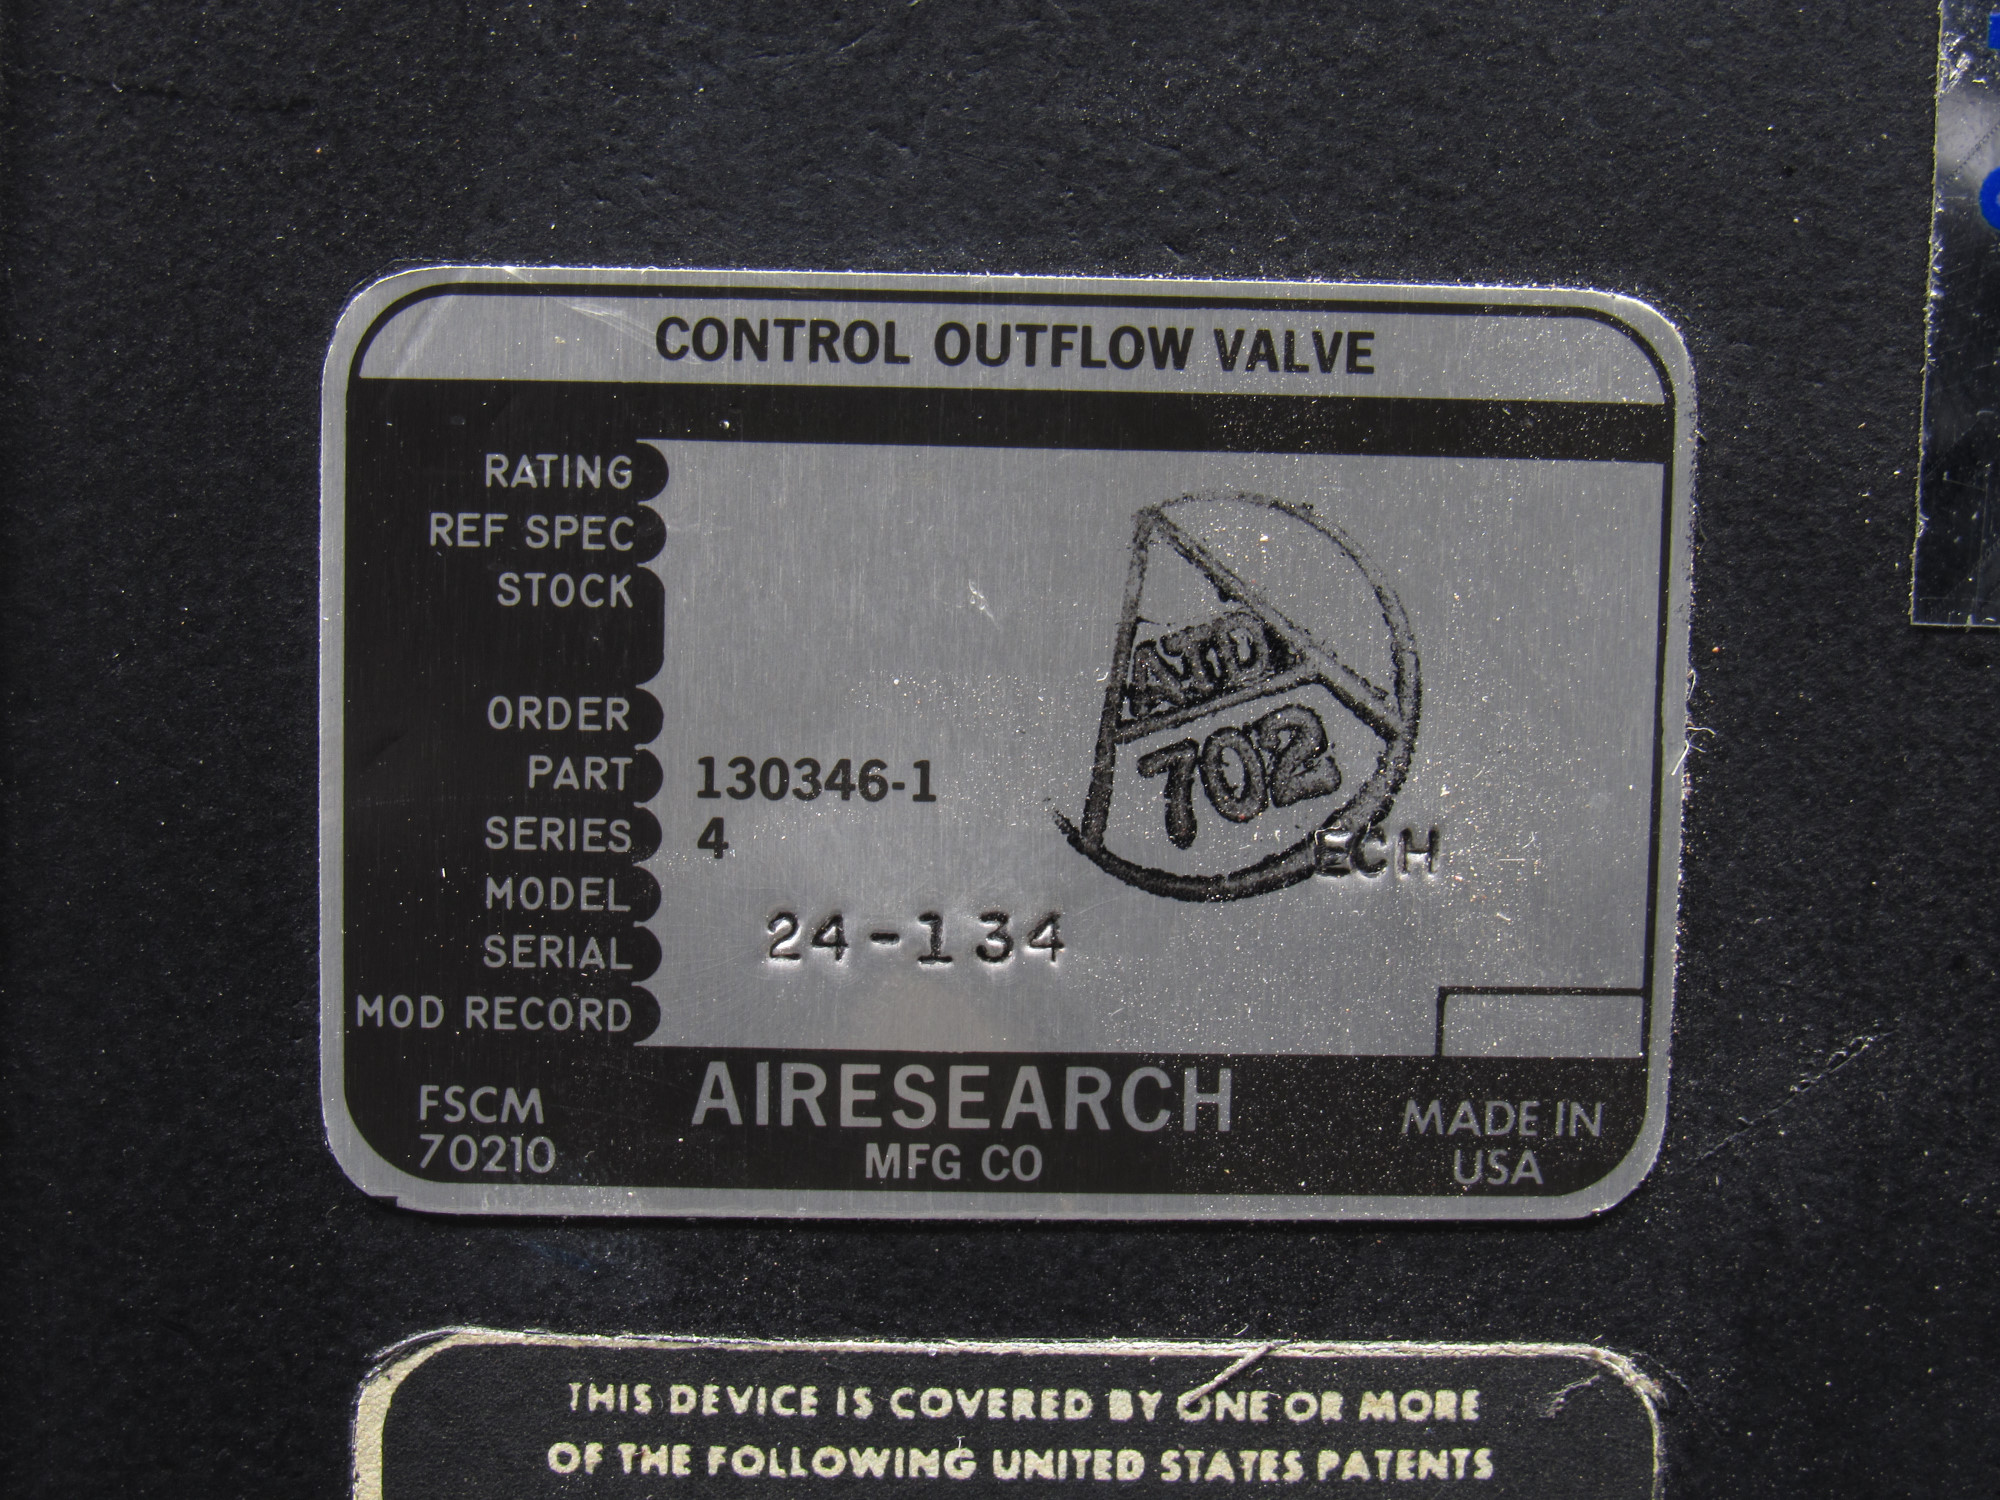 CONTROL OUTFLOW VALVE
RATING
REF SPEC
STOCK
ORDER
PART 130346-1
SERIES 4
MODEL
SERIAL 24-134
MOD RECORD
702
ECH
FSCM
70210
AIRESEARCH
MFG CO
MADE IN
USA
THIS DEVICE IS COVERED BY ONE OR MORE
OF THE FOLLOWING UNITED STATES PATENTS